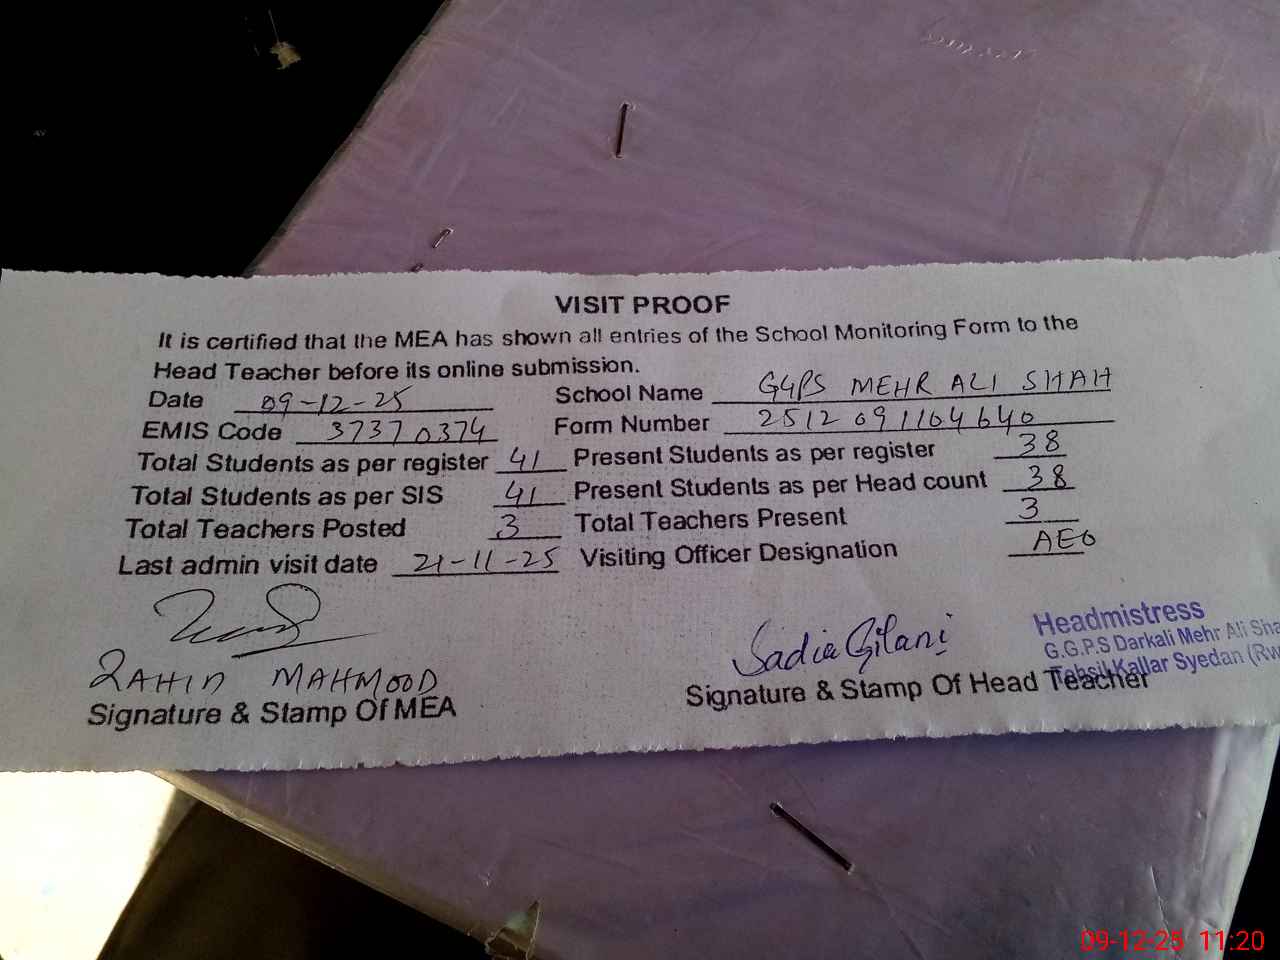 VISIT PROOF
It is certified that the MEA has shown all entries of the School Monitoring Form to the
Head Teacher before its online submission.
Date 09-12-25 School Name GGPS MEHR ALI SHAH
EMIS Code 37370374 Form Number 2512091104640
Total Students as per register 41 Present Students as per register 38
Total Students as per SIS 41 Present Students as per Head count 38
Total Teachers Posted 3 Total Teachers Present 3
Last admin visit date 21-11-25 Visiting Officer Designation AEO
MAHMOOD
Signature & Stamp Of MEA
Sadia Gilani
Signature & Stamp Of Head Teacher
Headmistress
G.G.P.S Darkali Mehr Ali Sha
Tehsil Kallar Syedan (Rw
09-12-25 11:20